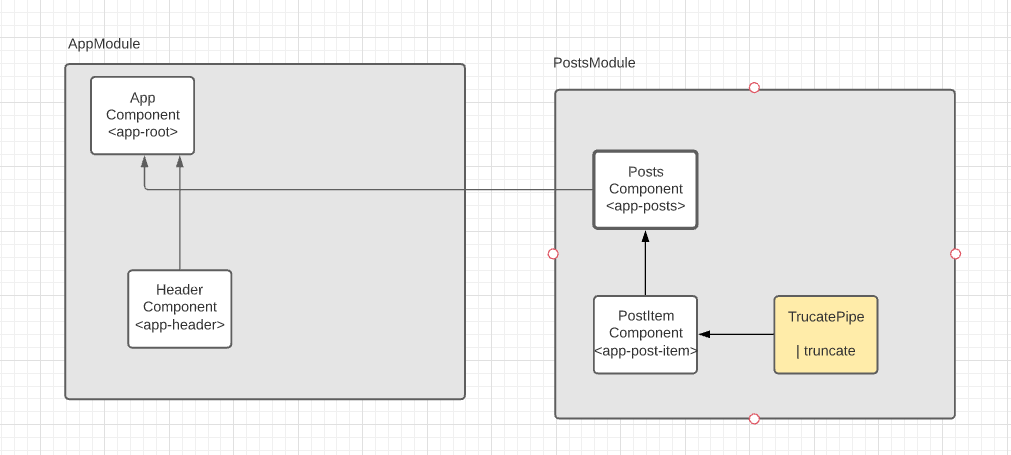 AppModule
App
Component
<app-root>
Header
Component
<app-header>
PostsModule
Posts
Component
<app-posts>
PostItem
Component
<app-post-item>
TrucatePipe
| truncate